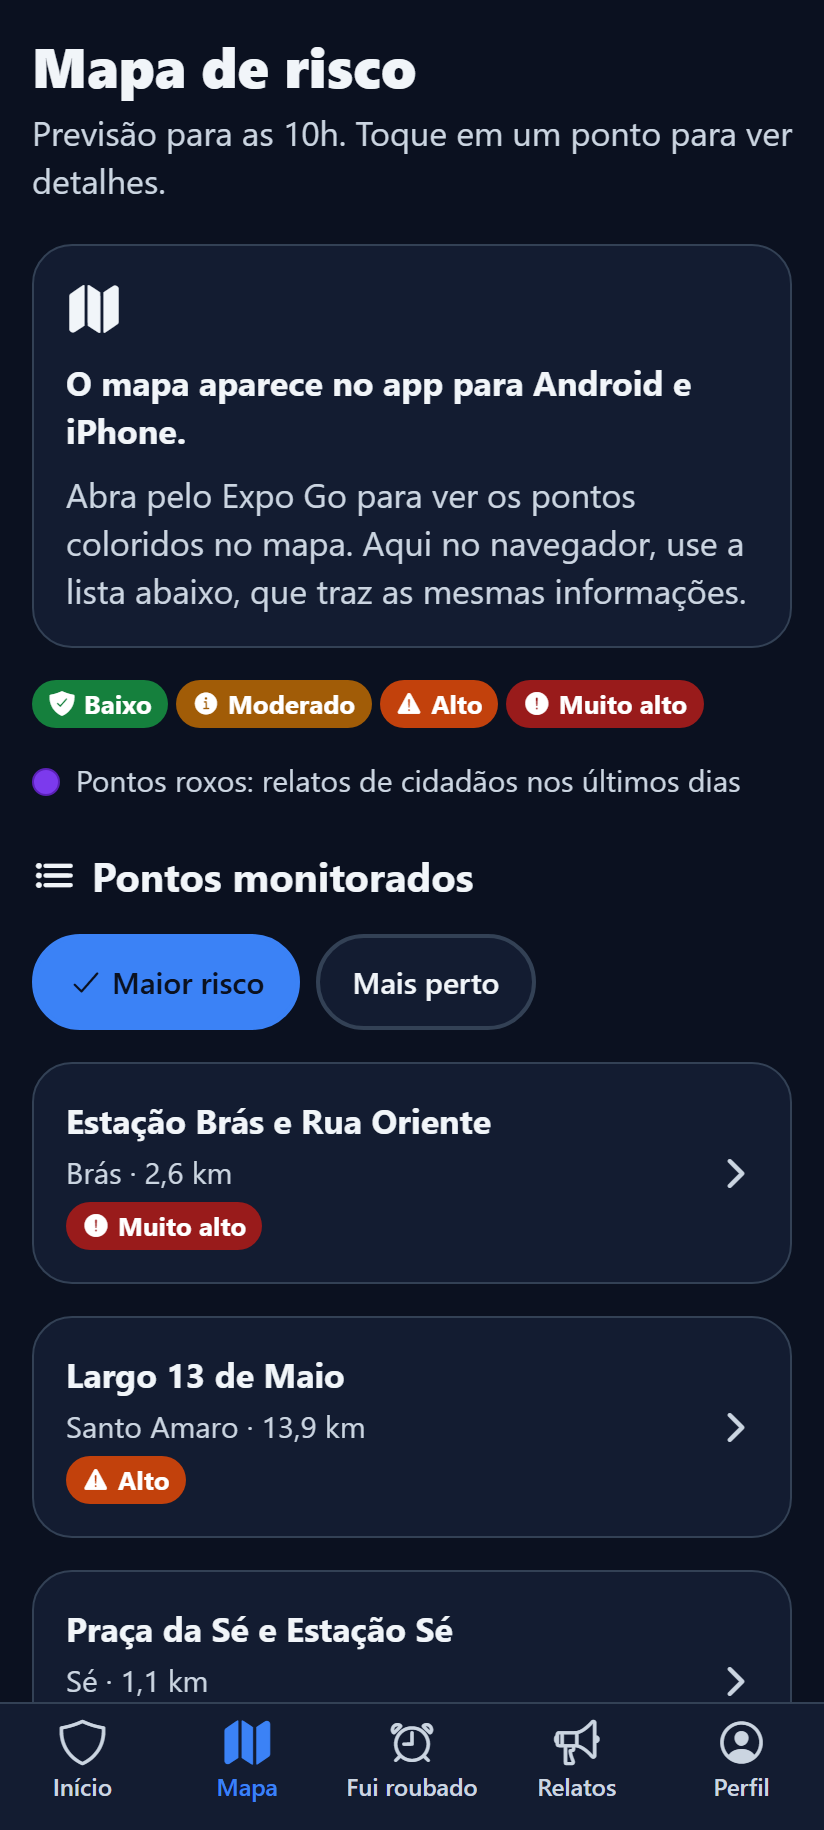 Mapa de risco
Previsão para as 10h. Toque em um ponto para ver
detalhes.
O mapa aparece no app para Android e
iPhone.
Abra pelo Expo Go para ver os pontos
coloridos no mapa. Aqui no navegador, use a
lista abaixo, que traz as mesmas informações.
Baixo Moderado Alto Muito alto
Pontos roxos: relatos de cidadãos nos últimos dias
Pontos monitorados
Maior risco Mais perto
Estação Brás e Rua Oriente
Brás · 2,6 km
Muito alto
Largo 13 de Maio
Santo Amaro · 13,9 km
Alto
Praça da Sé e Estação Sé
Sé · 1,1 km
Início Mapa Fui roubado Relatos Perfil